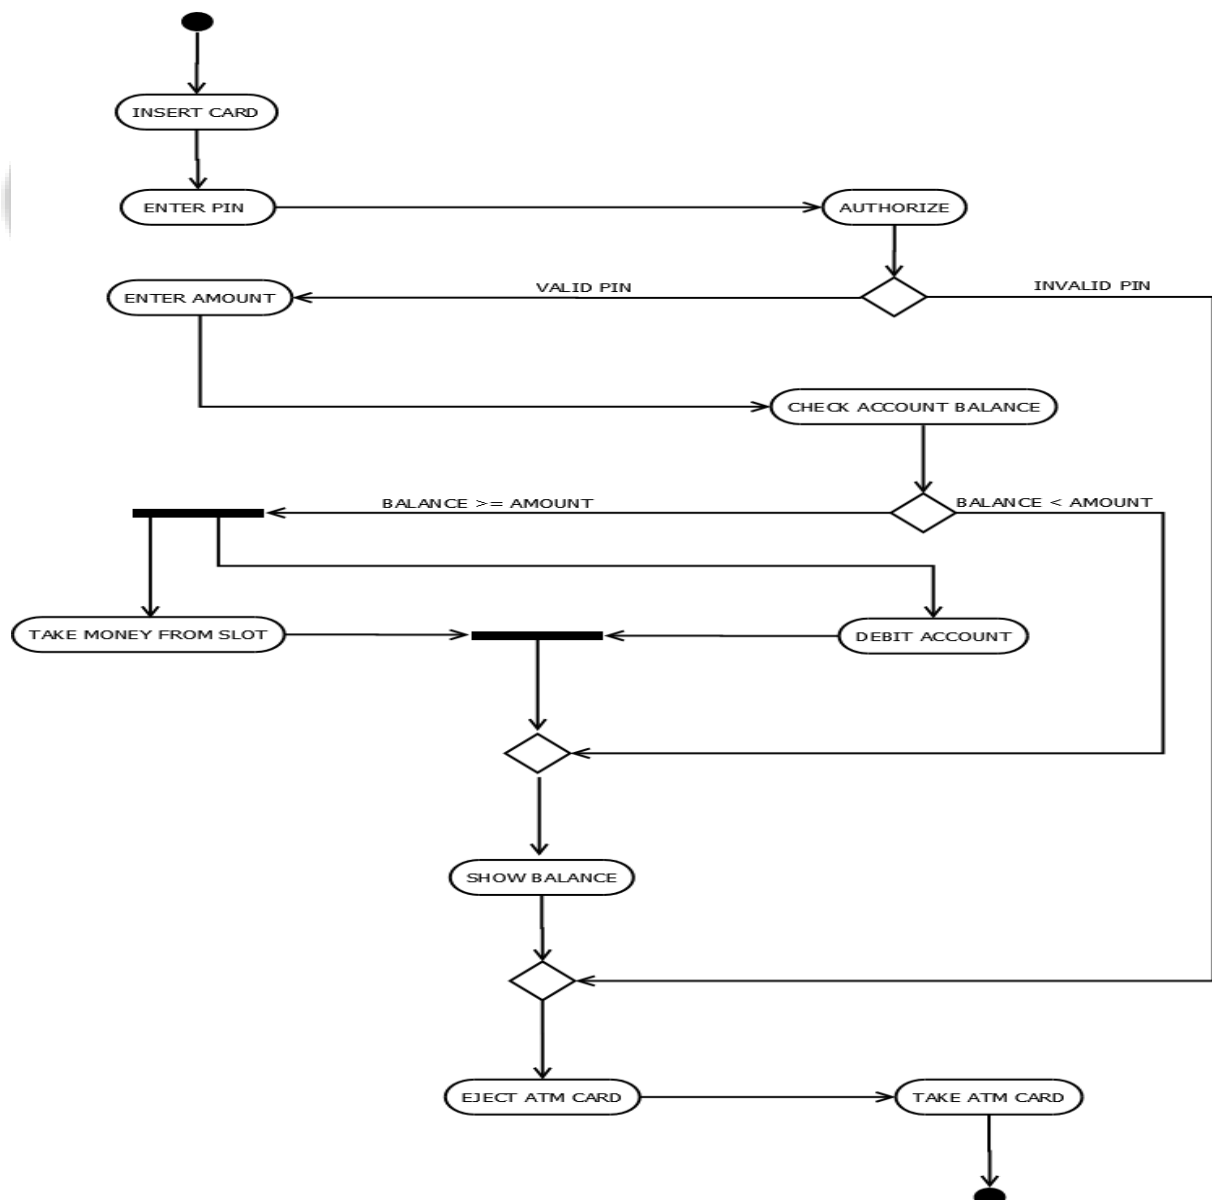 INSERT CARD
ENTER PIN
AUTHORIZE
ENTER AMOUNT
VALID PIN
INVALID PIN
CHECK ACCOUNT BALANCE
BALANCE >= AMOUNT
BALANCE < AMOUNT
TAKE MONEY FROM SLOT
DEBIT ACCOUNT
SHOW BALANCE
EJECT ATM CARD
TAKE ATM CARD